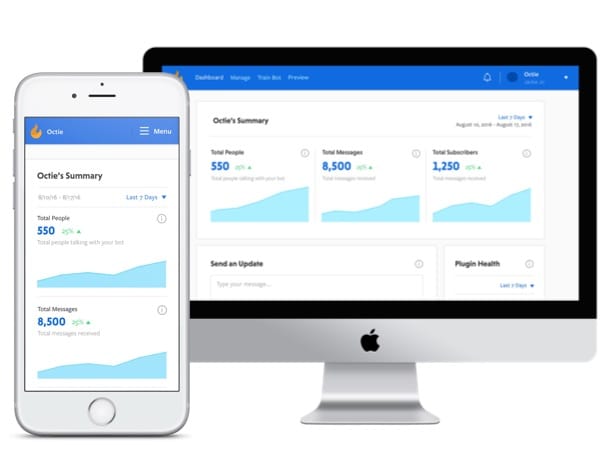 Octie
Menu
Octie's Summary
8/10/16 - 8/17/16
Last 7 Days
Total People
550 25%
Total people talking with your bot
Total Messages
8,500 25%
Total messages received
Dashboard Manage Train Bot Preview
Octie
Octie's Summary
Last 7 Days
August 10, 2016 - August 17, 2016
Total People
550 25%
Total people talking with your bot
Total Messages
8,500 25%
Total messages received
Total Subscribers
1,250 25%
Total messages received
Send an Update
Type your message...
Plugin Health
Last 7 Days